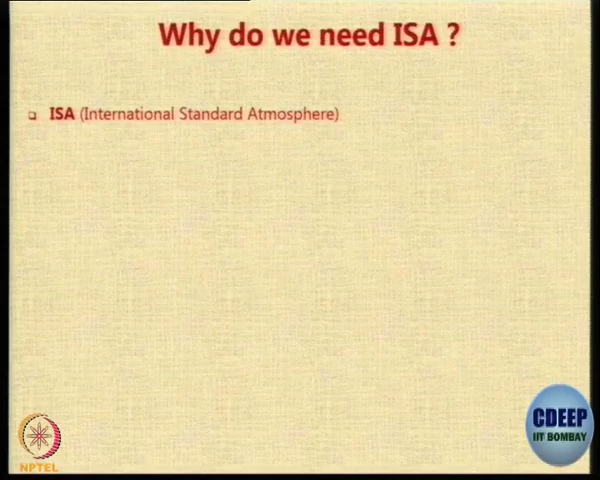 Why do we need ISA ?
ISA (International Standard Atmosphere)
CDEEP
IIT BOMBAY
NPTEL